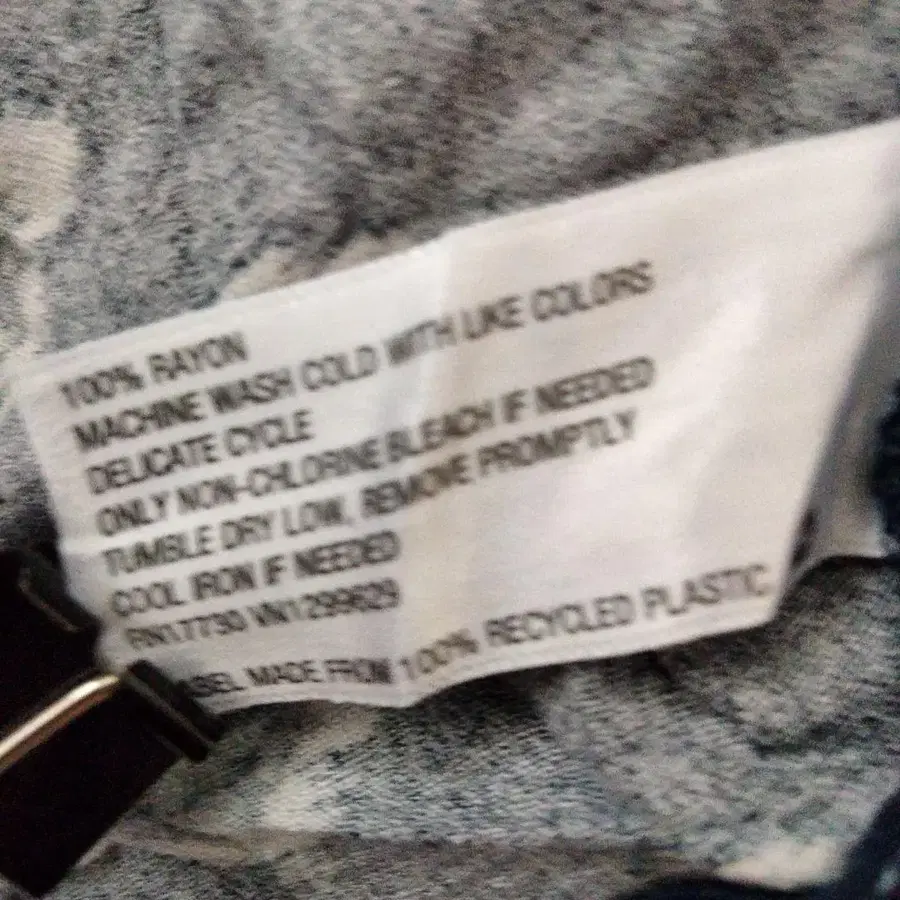 100% RAYON
MACHINE WASH COLD WITH LIKE COLORS
DELICATE CYCLE
ONLY NON-CHLORINE BLEACH IF NEEDED
TUMBLE DRY LOW, REMOVE PROMPTLY
COOL IRON IF NEEDED
RN17730 VN1299629
MADE FROM 100% RECYCLED PLASTIC